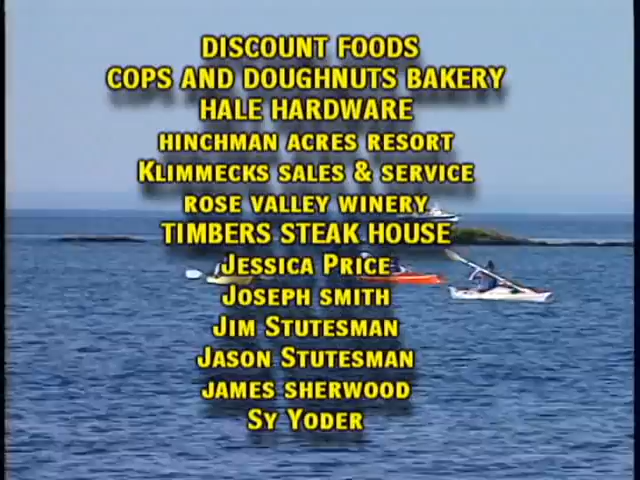 DISCOUNT FOODS
COPS AND DOUGHNUTS BAKERY
HALE HARDWARE
HINCHMAN ACRES RESORT
KLIMMECKS SALES & SERVICE
ROSE VALLEY WINERY
TIMBERS STEAK HOUSE
JESSICA PRICE
JOSEPH SMITH
JIM STUTESMAN
JASON STUTESMAN
JAMES SHERWOOD
SY YODER